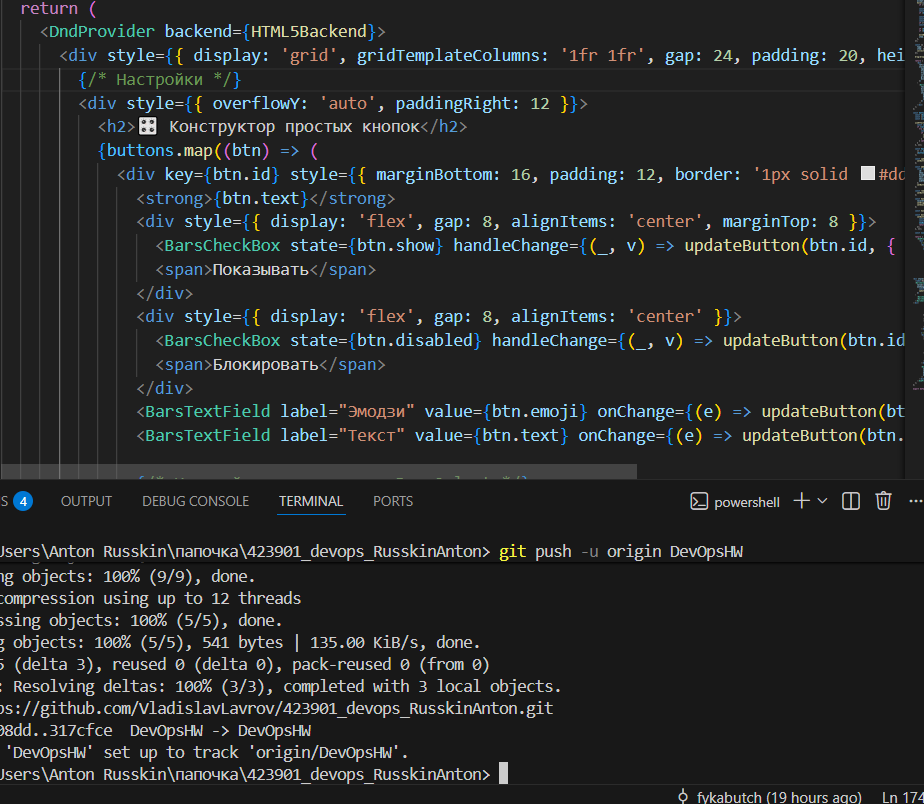 return (
<DndProvider backend={HTML5Backend}>
<div style={{ display: 'grid', gridTemplateColumns: '1fr 1fr', gap: 24, padding: 20, hei
{/* Настройки */}
<div style={{ overflowY: 'auto', paddingRight: 12 }}>
<h2>🎛 Конструктор простых кнопок</h2>
{buttons.map((btn) => (
<div key={btn.id} style={{ marginBottom: 16, padding: 12, border: '1px solid #dd
<strong>{btn.text}</strong>
<div style={{ display: 'flex', gap: 8, alignItems: 'center', marginTop: 8 }}>
<BarsCheckBox state={btn.show} handleChange={(_, v) => updateButton(btn.id, {
<span>Показывать</span>
</div>
<div style={{ display: 'flex', gap: 8, alignItems: 'center' }}>
<BarsCheckBox state={btn.disabled} handleChange={(_, v) => updateButton(btn.id
<span>Блокировать</span>
</div>
<BarsTextField label="Эмодзи" value={btn.emoji} onChange={(e) => updateButton(bt
<BarsTextField label="Текст" value={btn.text} onChange={(e) => updateButton(btn.
S 4 OUTPUT DEBUG CONSOLE TERMINAL PORTS powershell
Users\Anton Russkin\папочка\423901_devops_RusskinAnton> git push -u origin DevOpsHW
ng objects: 100% (9/9), done.
compression using up to 12 threads
ssing objects: 100% (5/5), done.
g objects: 100% (5/5), 541 bytes | 135.00 KiB/s, done.
5 (delta 3), reused 0 (delta 0), pack-reused 0 (from 0)
: Resolving deltas: 100% (3/3), completed with 3 local objects.
ps://github.com/VladislavLavrov/423901_devops_RusskinAnton.git
08dd..317cfce  DevOpsHW -> DevOpsHW
'DevOpsHW' set up to track 'origin/DevOpsHW'.
Users\Anton Russkin\папочка\423901_devops_RusskinAnton>
fykabutch (19 hours ago) Ln 174